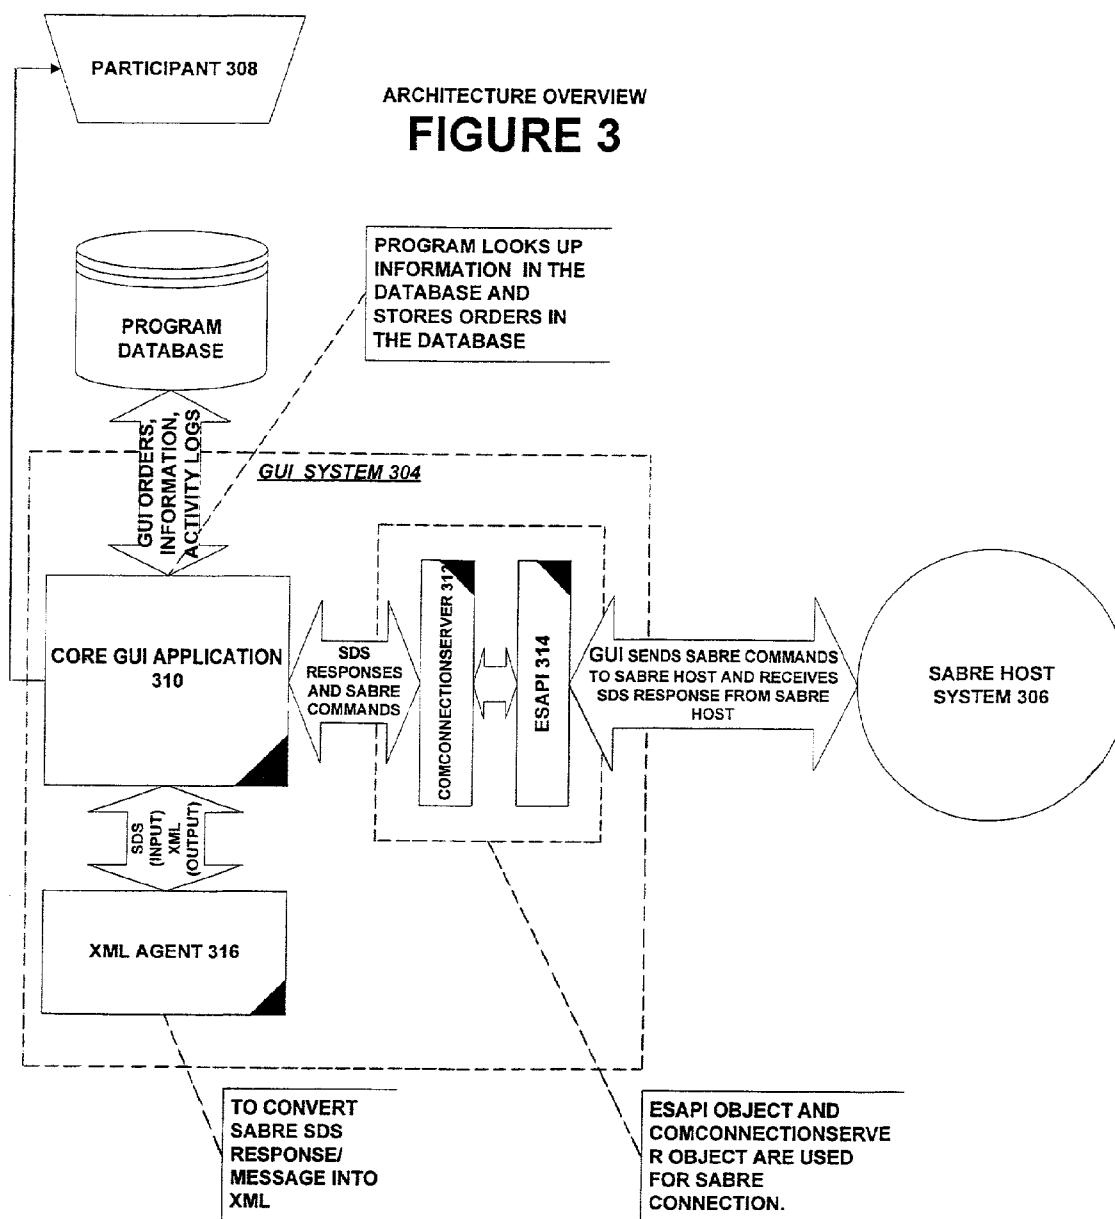 PARTICIPANT 308
ARCHITECTURE OVERVIEW
FIGURE 3
PROGRAM LOOKS UP
INFORMATION IN THE
DATABASE AND
STORES ORDERS IN
THE DATABASE
PROGRAM
DATABASE
GUI ORDERS,
INFORMATION,
ACTIVITY LOGS
GUI SYSTEM 304
CORE GUI APPLICATION
310
SDS
RESPONSES
AND SABRE
COMMANDS
COMCONNECTIONSERVER 312
ESAPI 314
GUI SENDS SABRE COMMANDS
TO SABRE HOST AND RECEIVES
SDS RESPONSE FROM SABRE
HOST
SABRE HOST
SYSTEM 306
SDS
(INPUT)
XML
(OUTPUT)
XML AGENT 316
TO CONVERT
SABRE SDS
RESPONSE/
MESSAGE INTO
XML
ESAPI OBJECT AND
COMCONNECTIONSERVE
R OBJECT ARE USED
FOR SABRE
CONNECTION.